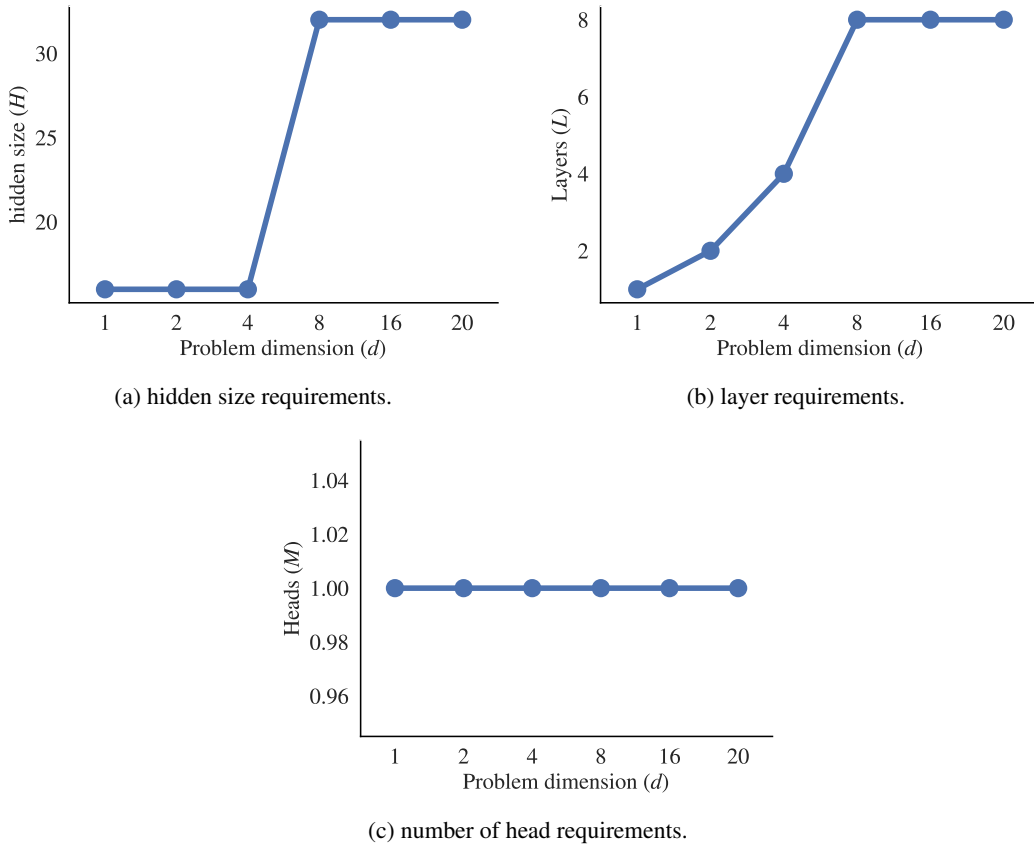 hidden size (H)
30
25
20
1 2 4 8 16 20
Problem dimension (d)
(a) hidden size requirements.
Layers (L)
8
6
4
2
1 2 4 8 16 20
Problem dimension (d)
(b) layer requirements.
Heads (M)
1.04
1.02
1.00
0.98
0.96
1 2 4 8 16 20
Problem dimension (d)
(c) number of head requirements.